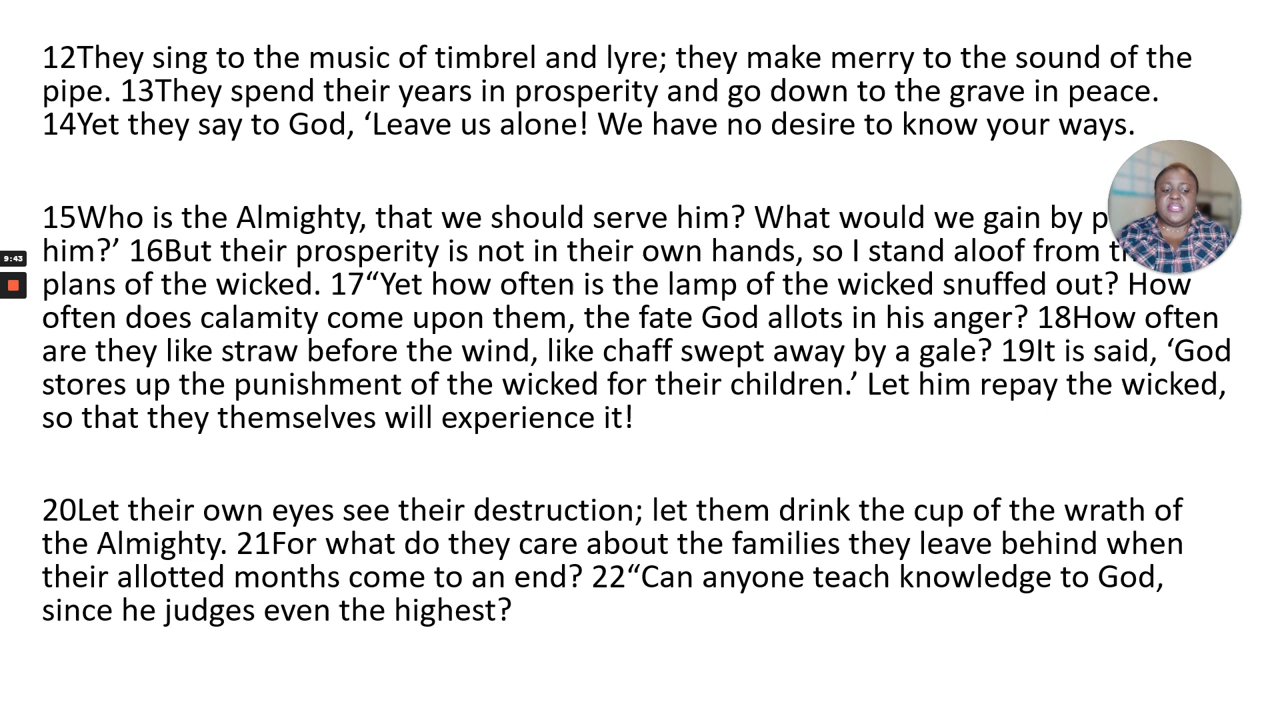 12They sing to the music of timbrel and lyre; they make merry to the sound of the
pipe. 13They spend their years in prosperity and go down to the grave in peace.
14Yet they say to God, ‘Leave us alone! We have no desire to know your ways.
15Who is the Almighty, that we should serve him? What would we gain by
him?’ 16But their prosperity is not in their own hands, so I stand aloof from
plans of the wicked. 17“Yet how often is the lamp of the wicked snuffed out? How
often does calamity come upon them, the fate God allots in his anger? 18How often
are they like straw before the wind, like chaff swept away by a gale? 19It is said, ‘God
stores up the punishment of the wicked for their children.’ Let him repay the wicked,
so that they themselves will experience it!
20Let their own eyes see their destruction; let them drink the cup of the wrath of
the Almighty. 21For what do they care about the families they leave behind when
their allotted months come to an end? 22“Can anyone teach knowledge to God,
since he judges even the highest?
9:43